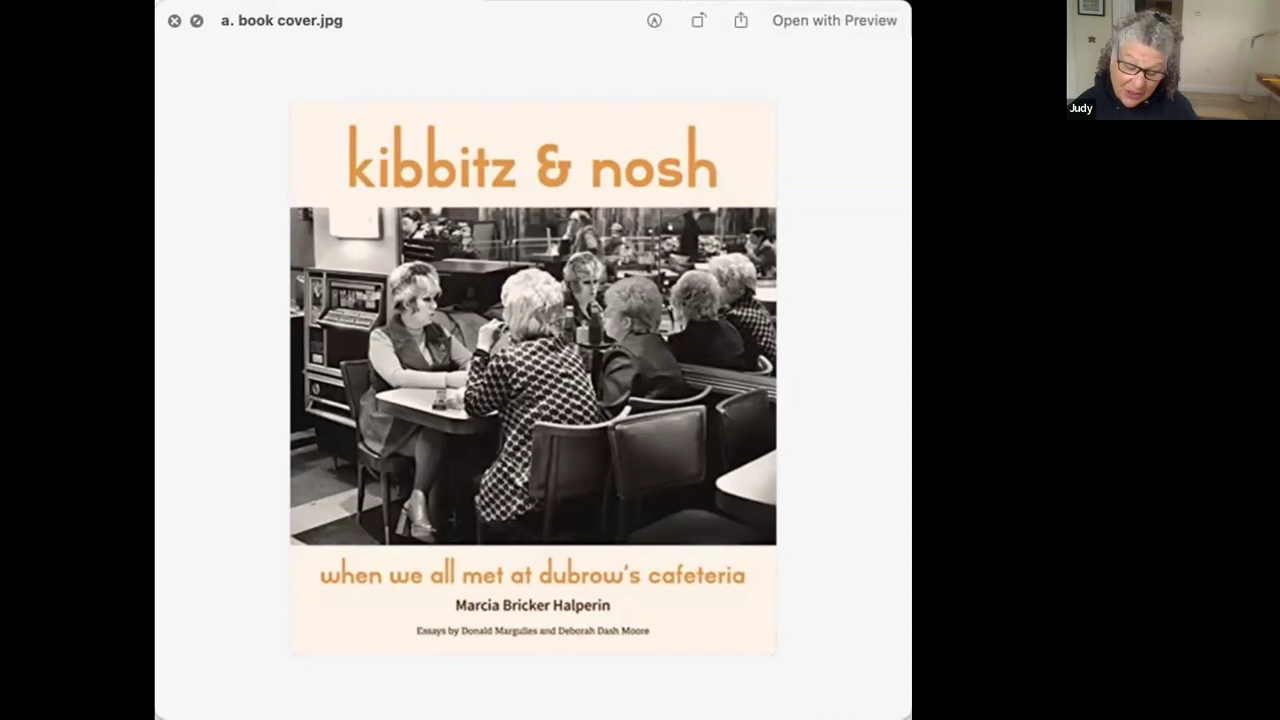 a. book cover.jpg
Open with Preview
Judy
kibbitz & nosh
when we all met at dubrow's cafeteria
Marcia Bricker Halperin
Essays by Donald Margulies and Deborah Dash Moore